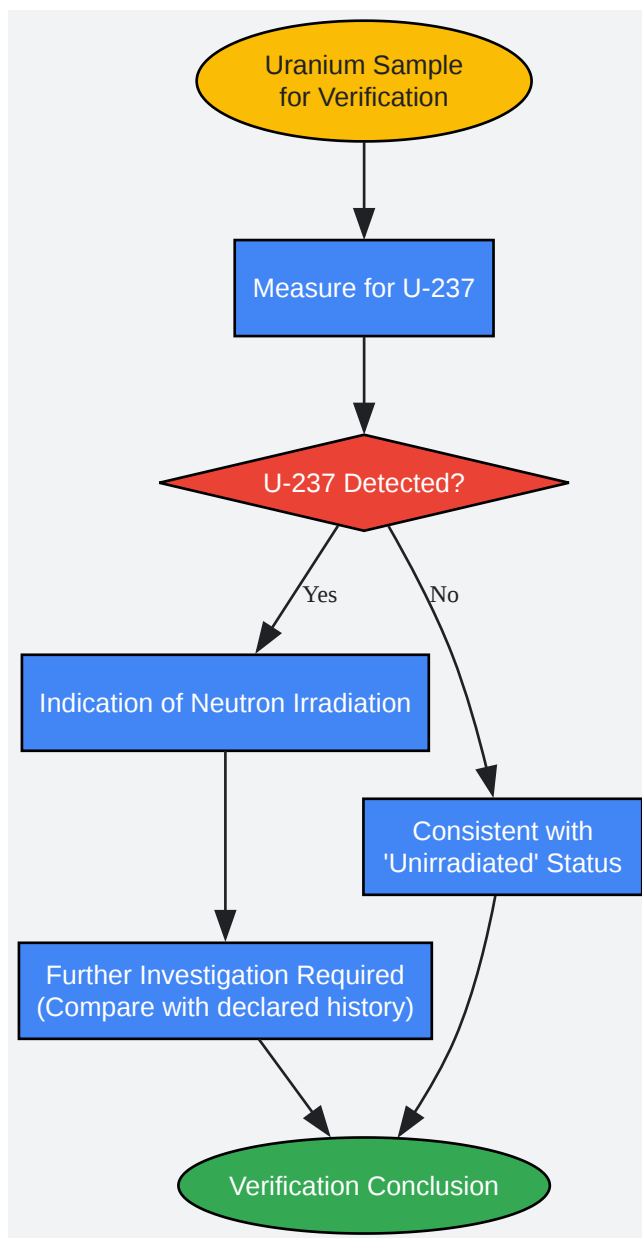 Uranium Sample
for Verification
Measure for U-237
U-237 Detected?
Yes
No
Indication of Neutron Irradiation
Consistent with
'Unirradiated' Status
Further Investigation Required
(Compare with declared history)
Verification Conclusion